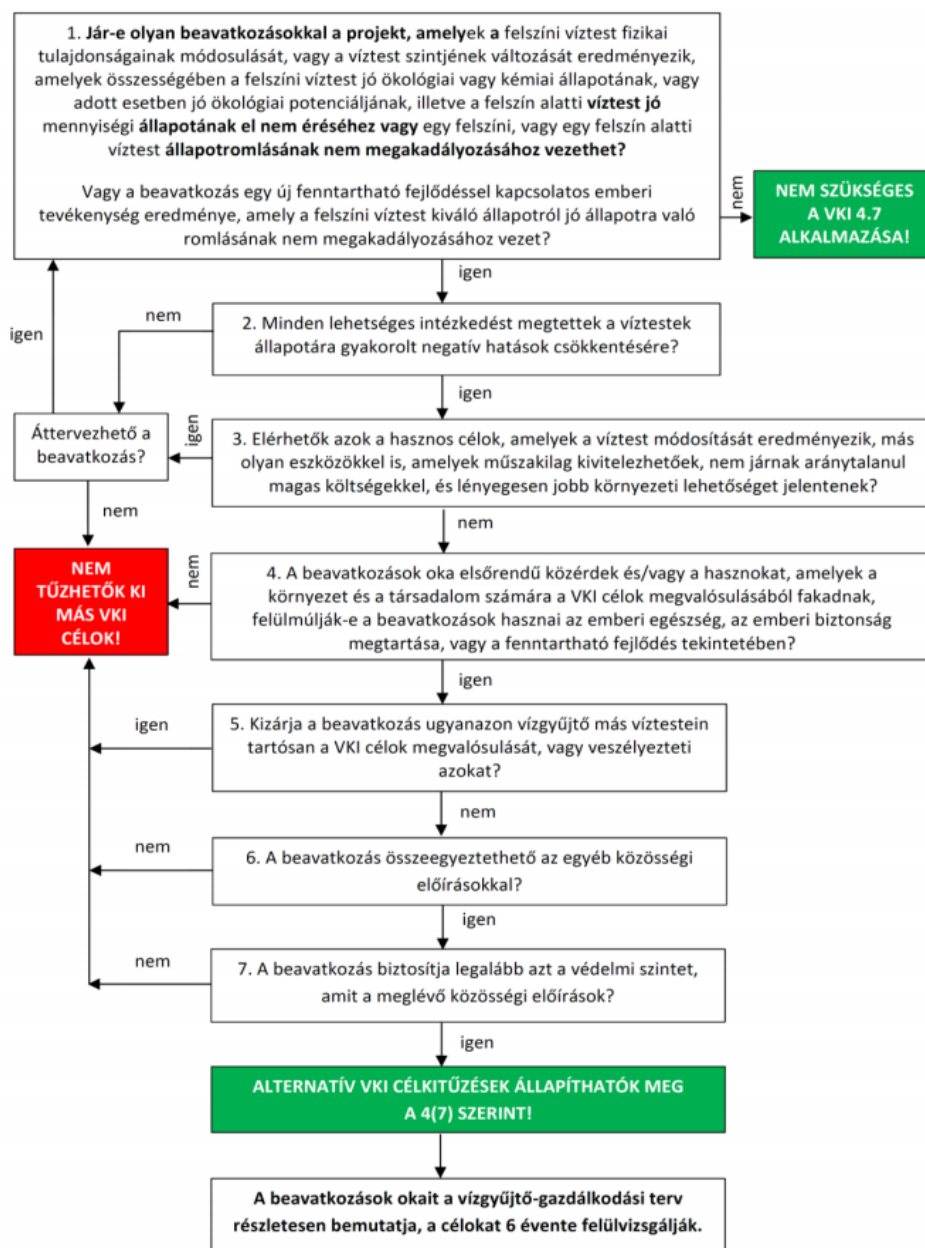 1. Jár-e olyan beavatkozásokkal a projekt, amelyek a felszíni víztest fizikai
tulajdonságainak módosulását, vagy a víztest szintjének változását eredményezik,
amelyek összességében a felszíni víztest jó ökológiai vagy kémiai állapotának, vagy
adott esetben jó ökológiai potenciáljának, illetve a felszín alatti víztest jó
mennyiségi állapotának el nem éréséhez vagy egy felszíni, vagy egy felszín alatti
víztest állapotromlásának nem megakadályozásához vezethet?
Vagy a beavatkozás egy új fenntartható fejlődéssel kapcsolatos emberi
tevékenység eredménye, amely a felszíni víztest kiváló állapotról jó állapotra való
romlásának nem megakadályozásához vezet?
nem
NEM SZÜKSÉGES
A VKI 4.7
ALKALMAZÁSA!
igen
igen
nem
2. Minden lehetséges intézkedést megtettek a víztestek
állapotára gyakorolt negatív hatások csökkentésére?
igen
Áttervezhető a
beavatkozás?
igen
3. Elérhetők azok a hasznos célok, amelyek a víztest módosítását eredményezik, más
olyan eszközökkel is, amelyek műszakilag kivitelezhetőek, nem járnak aránytalanul
magas költségekkel, és lényegesen jobb környezeti lehetőséget jelentenek?
nem
nem
NEM
TŰZHETŐK KI
MÁS VKI
CÉLOK!
nem
4. A beavatkozások oka elsőrendű közérdek és/vagy a hasznokat, amelyek a
környezet és a társadalom számára a VKI célok megvalósulásából fakadnak,
felülmúlják-e a beavatkozások hasznai az emberi egészség, az emberi biztonság
megtartása, vagy a fenntartható fejlődés tekintetében?
igen
igen
5. Kizárja a beavatkozás ugyanazon vízgyűjtő más víztestein
tartósan a VKI célok megvalósulását, vagy veszélyezteti
azokat?
nem
nem
6. A beavatkozás összeegyeztethető az egyéb közösségi
előírásokkal?
igen
nem
7. A beavatkozás biztosítja legalább azt a védelmi szintet,
amit a meglévő közösségi előírások?
igen
ALTERNATÍV VKI CÉLKITŰZÉSEK ÁLLAPÍTHATÓK MEG
A 4(7) SZERINT!
A beavatkozások okait a vízgyűjtő-gazdálkodási terv
részletesen bemutatja, a célokat 6 évente felülvizsgálják.